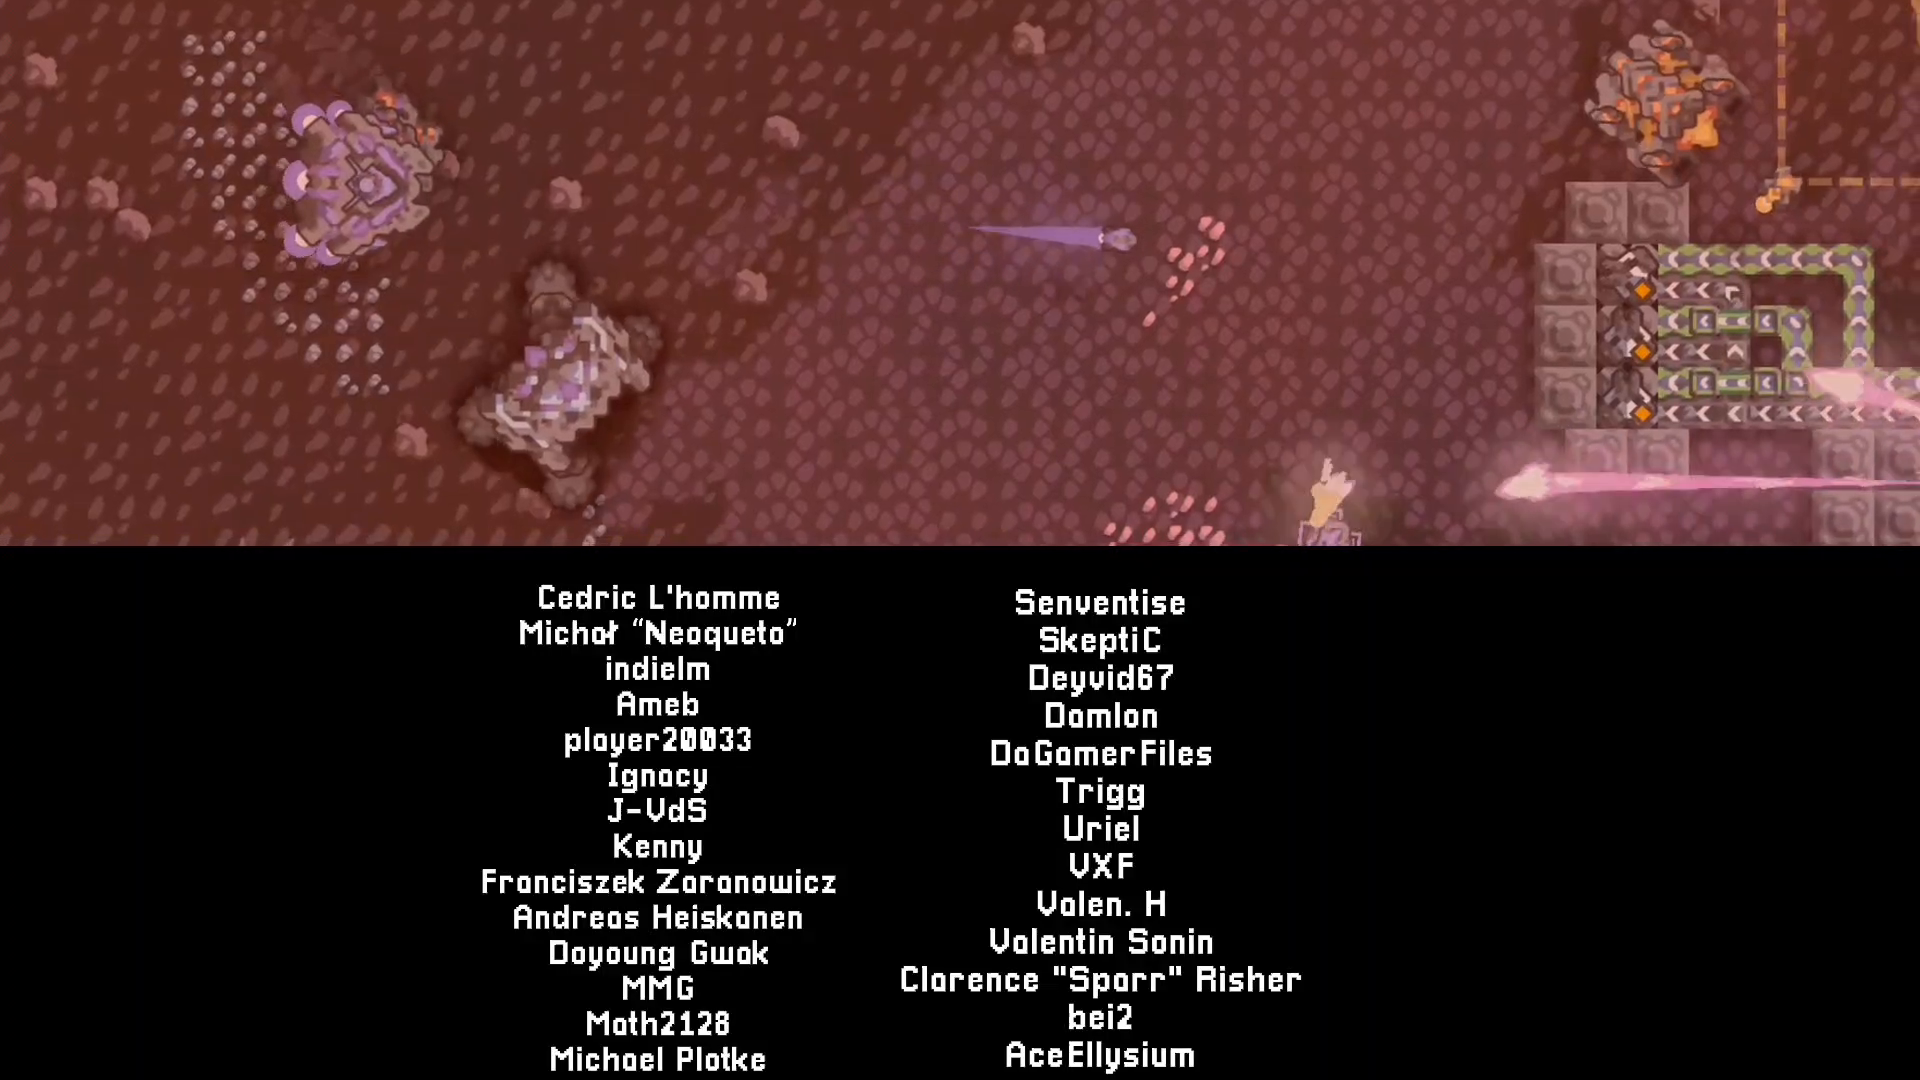 Cedric L'homme
Michał “Neoqueto”
indielm
Ameb
player20033
Ignacy
J-VdS
Kenny
Franciszek Zaranowicz
Andreas Heiskanen
Doyoung Gwak
MMG
Math2128
Michael Plotke
Senventise
SkeptiC
Deyvid67
Damlon
DaGamerFiles
Trigg
Uriel
VXF
Valen. H
Valentin Sonin
Clarence "Sparr" Risher
bei2
AceEllysium